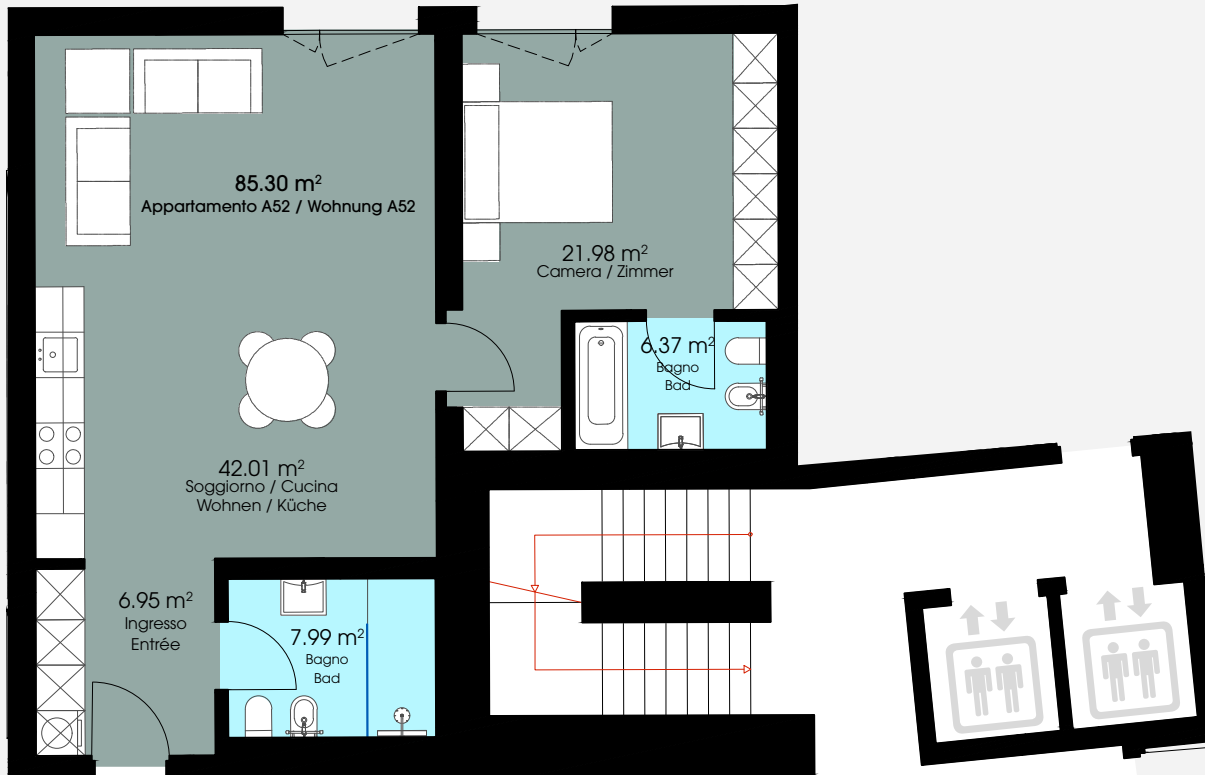 85.30 m²
Appartamento A52 / Wohnung A52
21.98 m²
Camera / Zimmer
6.37 m²
Bagno
Bad
42.01 m²
Soggiorno / Cucina
Wohnen / Küche
6.95 m²
Ingresso
Entrée
7.99 m²
Bagno
Bad